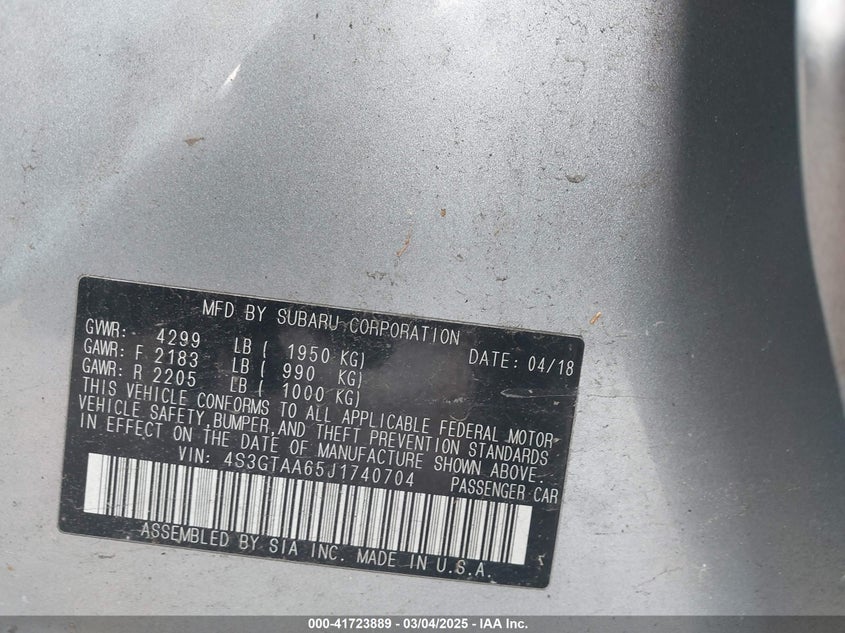 MFD BY SUBARU CORPORATION
GVWR: 4299 LB ( 1950 KG) DATE: 04/18
GAWR: F 2183 LB ( 990 KG)
GAWR: R 2205 LB ( 1000 KG)
THIS VEHICLE CONFORMS TO ALL APPLICABLE FEDERAL MOTOR
VEHICLE SAFETY, BUMPER, AND THEFT PREVENTION STANDARDS
IN EFFECT ON THE DATE OF MANUFACTURE SHOWN ABOVE.
VIN: 4S3GTAA65J1740704 PASSENGER CAR
ASSEMBLED BY SIA INC. MADE IN U.S.A.
000-41723889 - 03/04/2025 - IAA Inc.